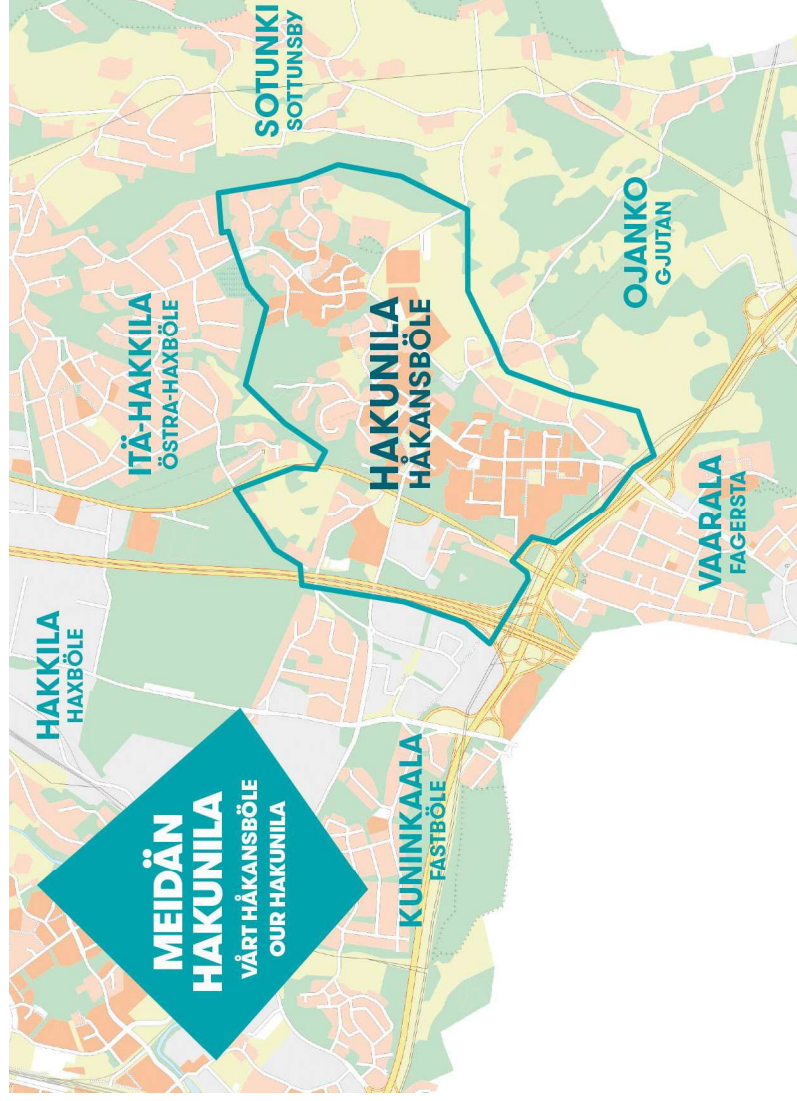 MEIDÄN
HAKUNILA
VÅRT HÅKANSBÖLE
OUR HAKUNILA
HAKKILA
HAXBÖLE
ITÄ-HAKKILA
ÖSTRA-HAXBÖLE
SOTUNKI
SOTTUNSBY
HAKUNILA
HÅKANSBÖLE
KUNINKAALA
FASTBÖLE
VAARALA
FAGERSTA
OJANKO
GJUTAN